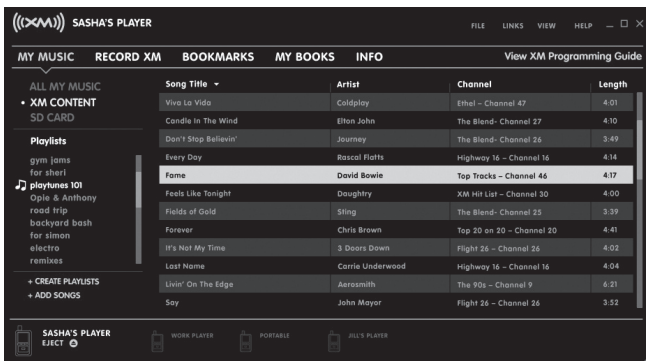 ((XM)) SASHA'S PLAYER FILE LINKS VIEW HELP
MY MUSIC RECORD XM BOOKMARKS MY BOOKS INFO View XM Programming Guide
ALL MY MUSIC
• XM CONTENT
SD CARD
Playlists
gym jams
for sheri
playtunes 101
Opie & Anthony
road trip
backyard bash
for simon
electro
remixes
+ CREATE PLAYLISTS
+ ADD SONGS
Song Title Artist Channel Length
Viva La Vida Coldplay Ethel – Channel 47 4:01
Candle In The Wind Elton John The Blend- Channel 27 4:10
Don't Stop Believin' Journey The Blend- Channel 26 3:49
Every Day Rascal Flatts Highway 16 – Channel 16 4:14
Fame David Bowie Top Tracks – Channel 46 4:17
Feels Like Tonight Daughtry XM Hit List – Channel 30 4:00
Fields of Gold Sting The Blend- Channel 25 3:39
Forever Chris Brown Top 20 on 20 – Channel 20 4:41
It's Not My Time 3 Doors Down Flight 26 – Channel 26 4:02
Last Name Carrie Underwood Highway 16 – Channel 16 4:04
Livin' On The Edge Aerosmith The 90s – Channel 9 6:21
Say John Mayor Flight 26 – Channel 26 3:52
SASHA'S PLAYER WORK PLAYER PORTABLE JILL'S PLAYER
EJECT